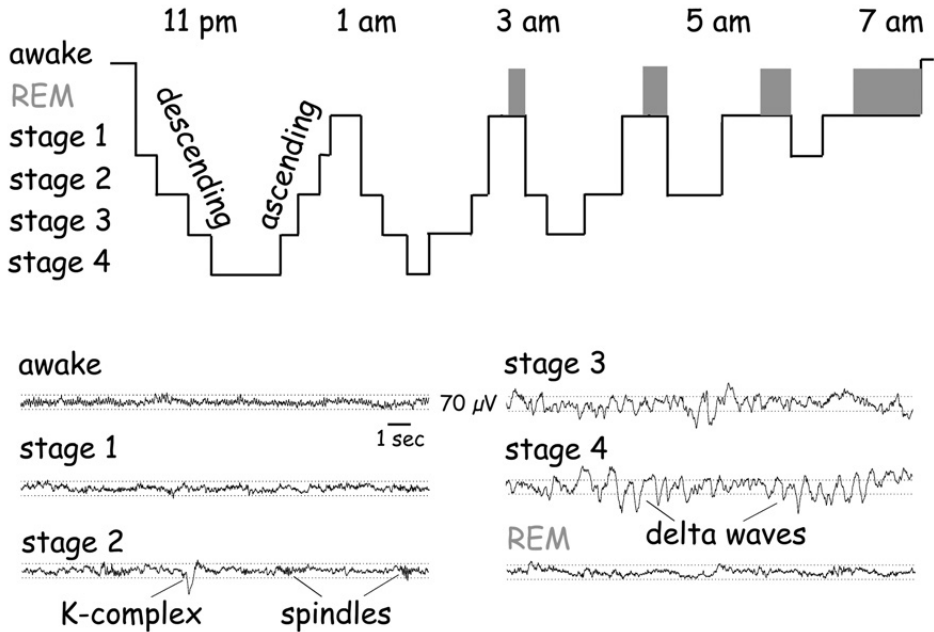 11 pm 1 am 3 am 5 am 7 am
awake
REM
stage 1
stage 2
stage 3
stage 4
descending
ascending
awake
70 µV
1 sec
stage 1
stage 2
K-complex
spindles
stage 3
stage 4
delta waves
REM